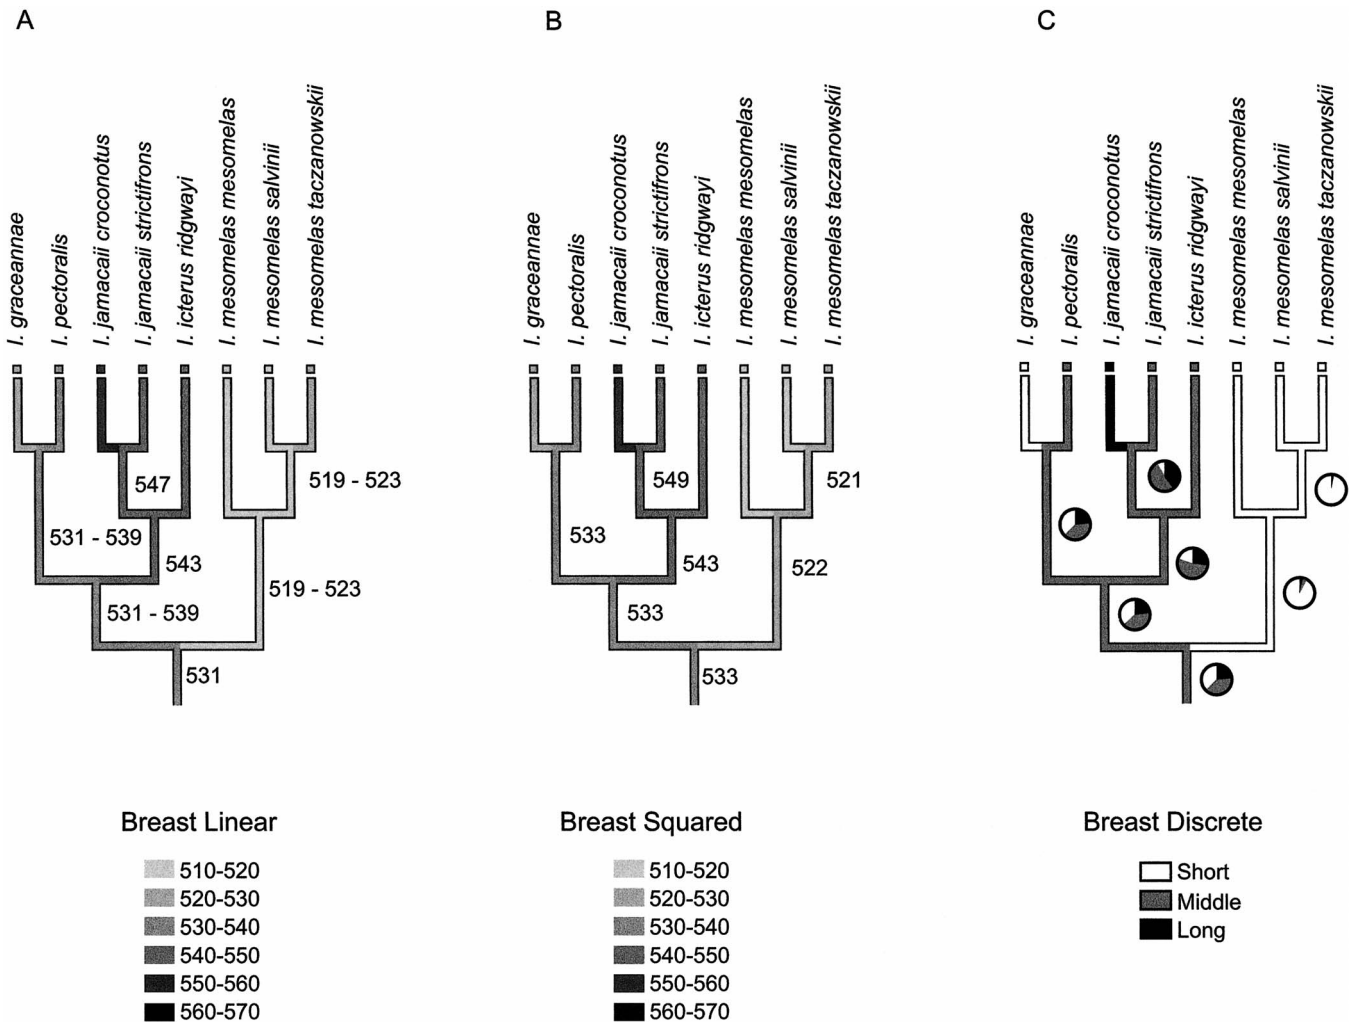 A
I. graceannae
I. pectoralis
I. jamacaii croconotus
I. jamacaii strictifrons
I. icterus ridgwayi
I. mesomelas mesomelas
I. mesomelas salvinii
I. mesomelas taczanowskii
547
519 - 523
531 - 539
543
519 - 523
531 - 539
531
Breast Linear
510-520
520-530
530-540
540-550
550-560
560-570
B
I. graceannae
I. pectoralis
I. jamacaii croconotus
I. jamacaii strictifrons
I. icterus ridgwayi
I. mesomelas mesomelas
I. mesomelas salvinii
I. mesomelas taczanowskii
549
521
533
543
522
533
533
Breast Squared
510-520
520-530
530-540
540-550
550-560
560-570
C
I. graceannae
I. pectoralis
I. jamacaii croconotus
I. jamacaii strictifrons
I. icterus ridgwayi
I. mesomelas mesomelas
I. mesomelas salvinii
I. mesomelas taczanowskii
Breast Discrete
Short
Middle
Long